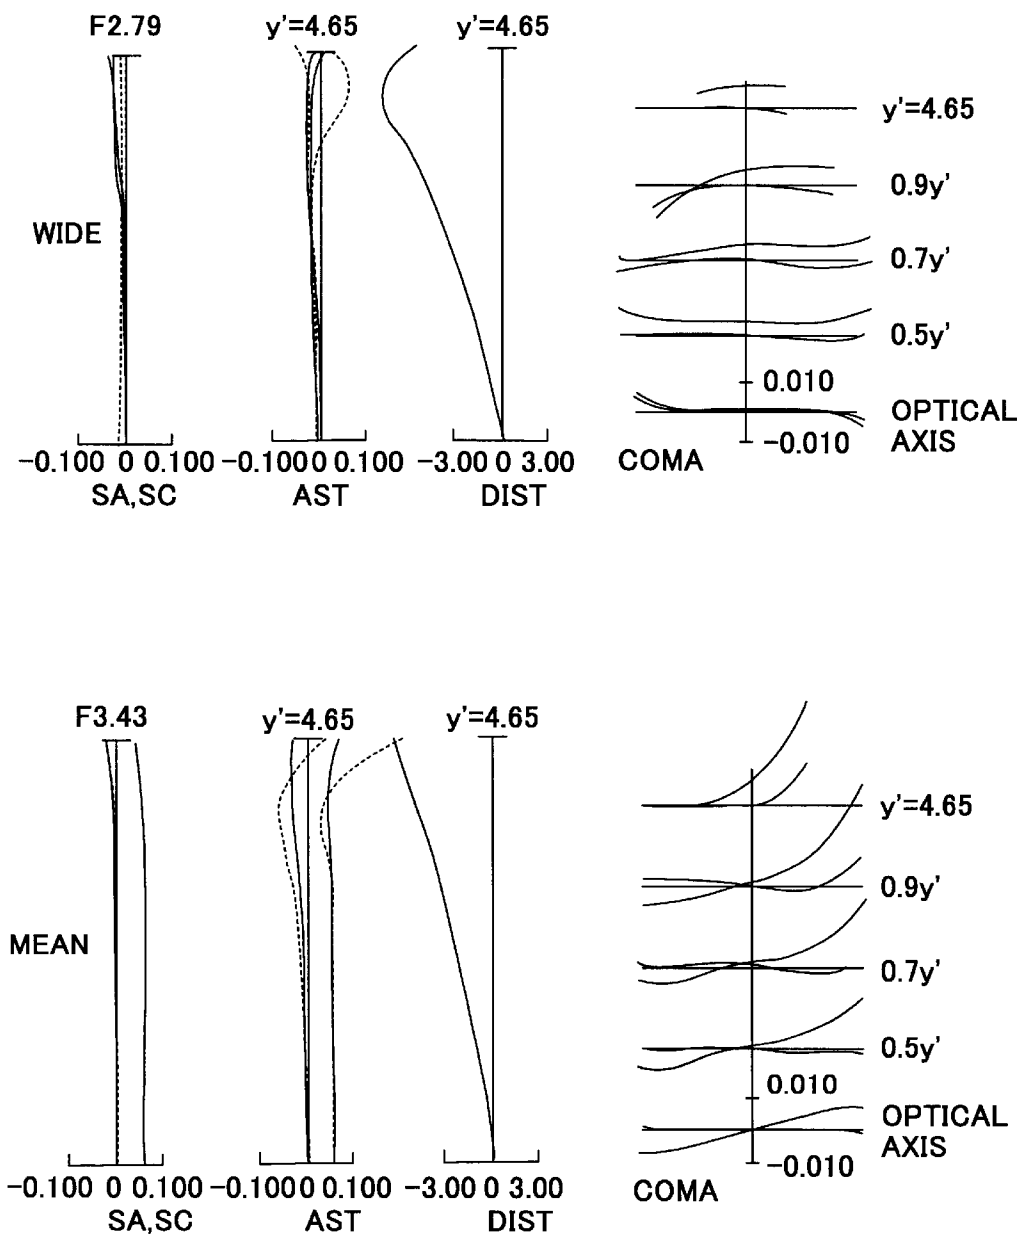 F2.79
y'=4.65
y'=4.65
WIDE
-0.100 0 0.100
SA,SC
-0.100 0 0.100
AST
-3.00 0 3.00
DIST
y'=4.65
0.9y'
0.7y'
0.5y'
0.010
OPTICAL
AXIS
-0.010
COMA
F3.43
y'=4.65
y'=4.65
MEAN
-0.100 0 0.100
SA,SC
-0.100 0 0.100
AST
-3.00 0 3.00
DIST
y'=4.65
0.9y'
0.7y'
0.5y'
0.010
OPTICAL
AXIS
-0.010
COMA